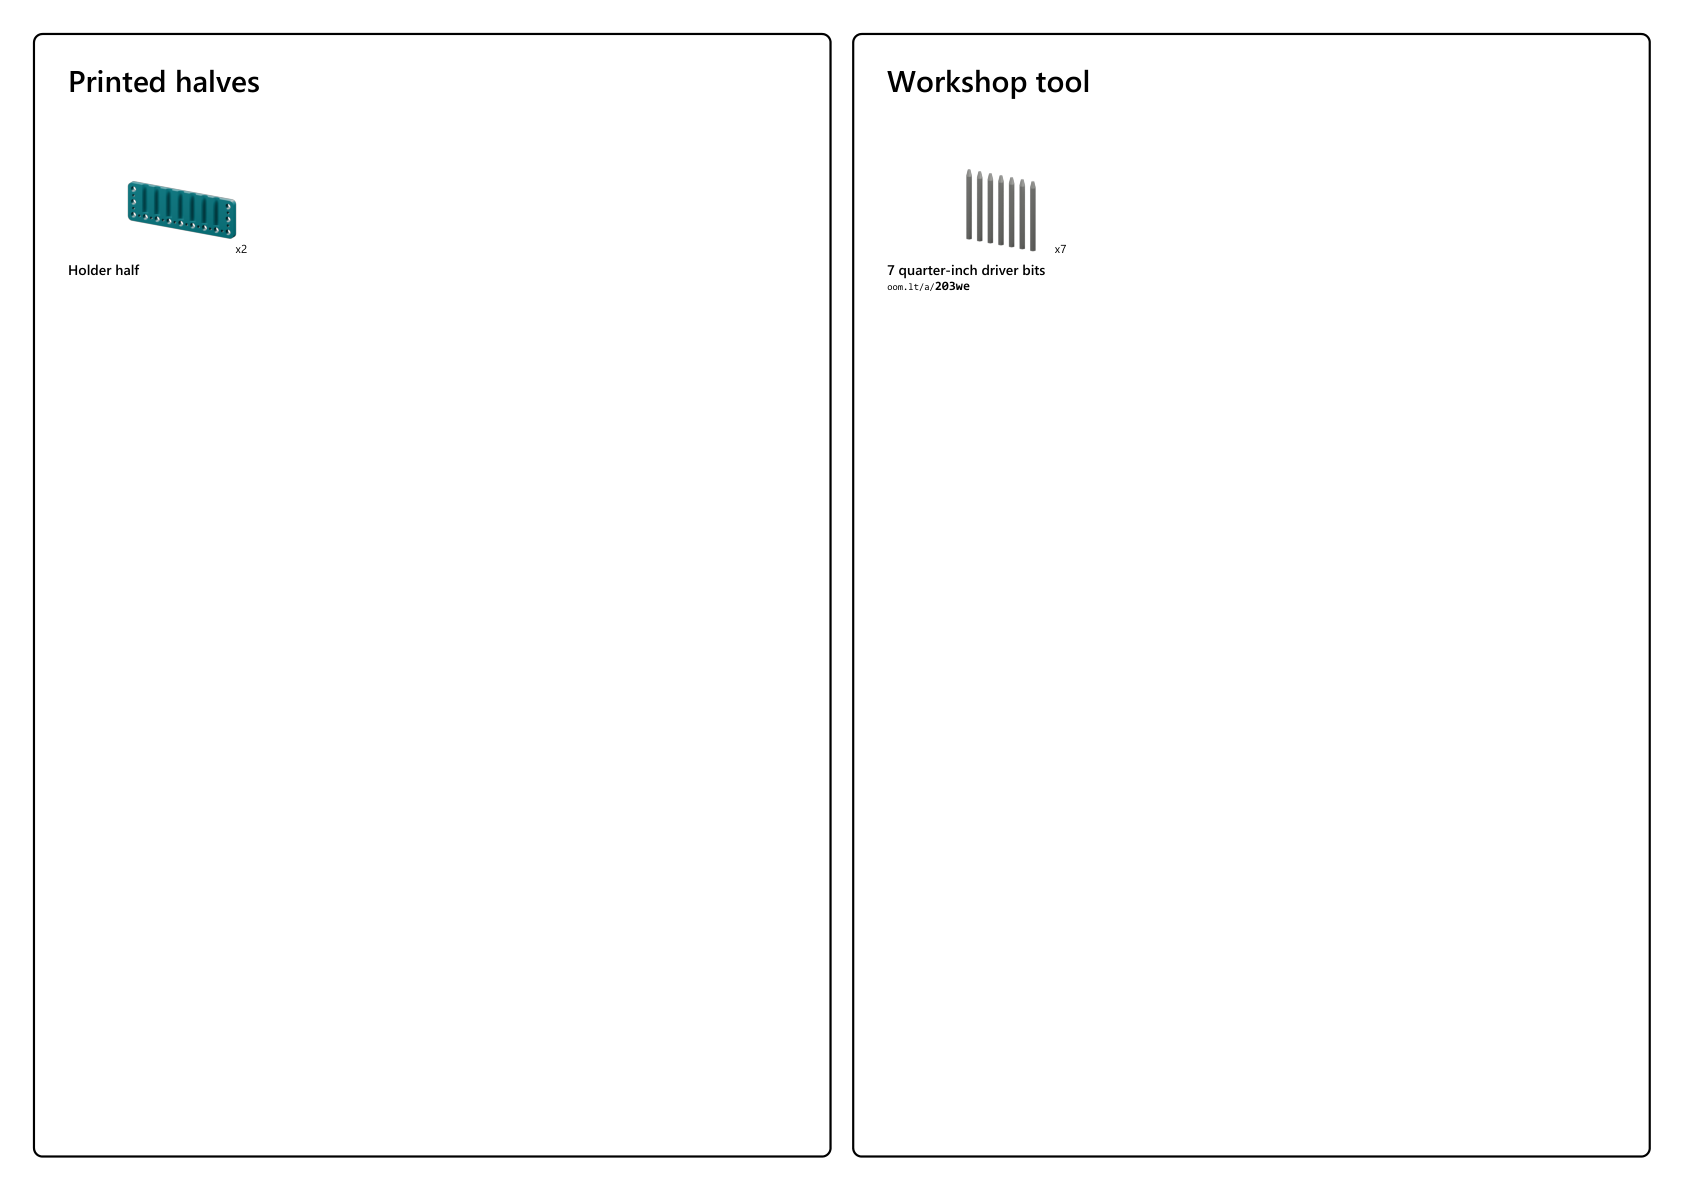 Printed halves
x2
Holder half
Workshop tool
x7
7 quarter-inch driver bits
oom.lt/a/203we